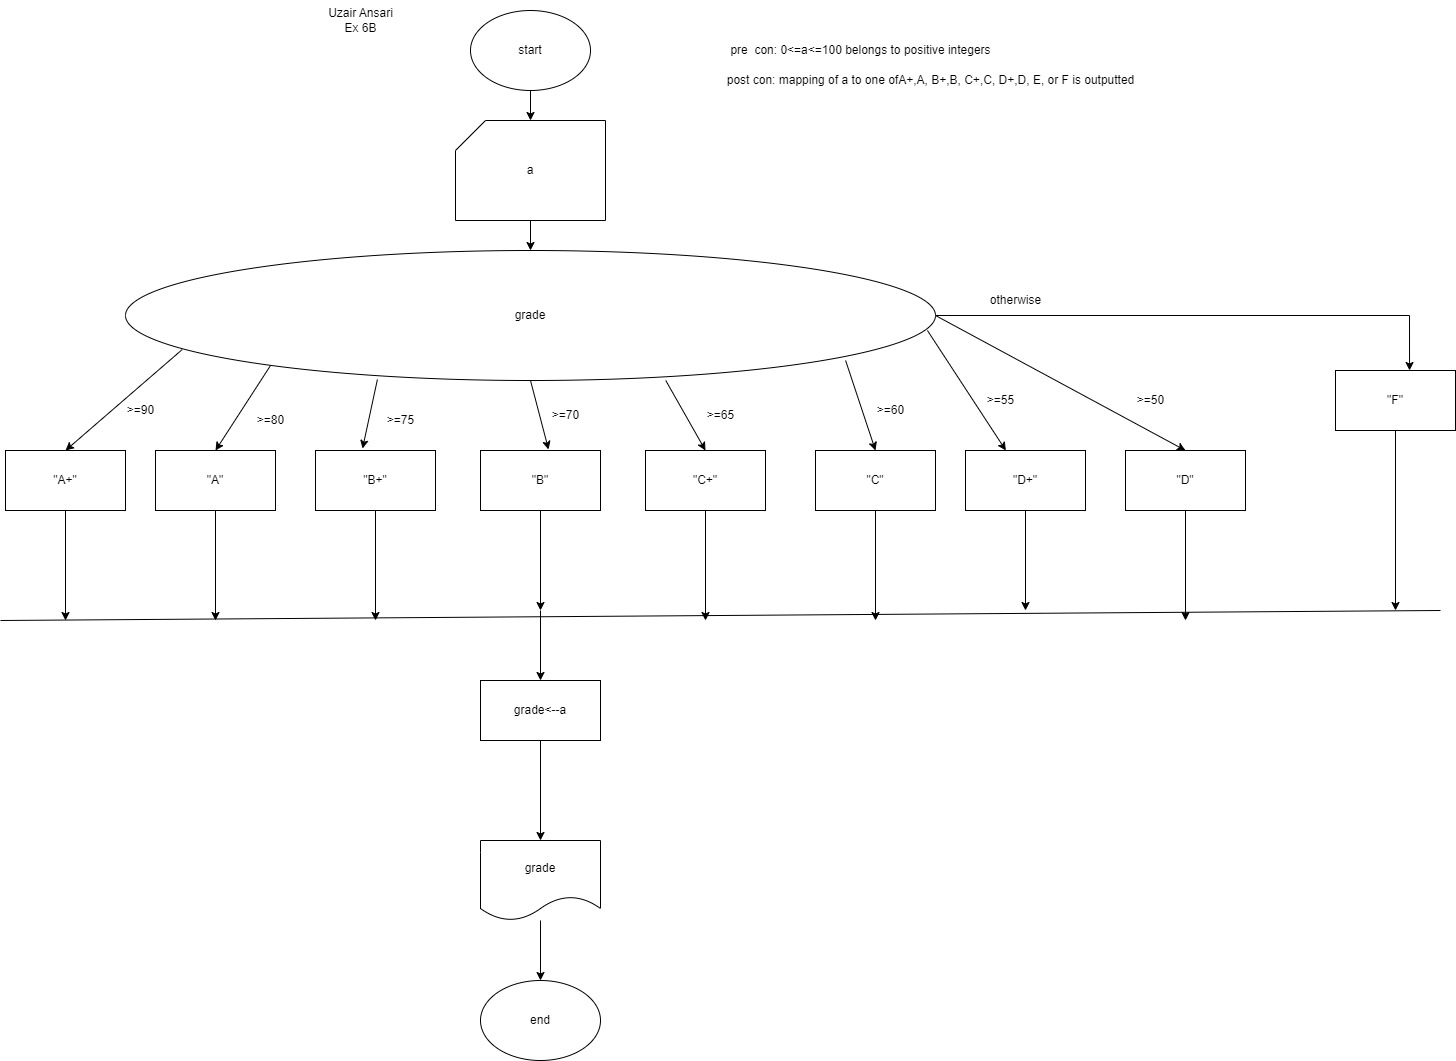 Uzair Ansari
Ex 6B
start
pre  con: 0<=a<=100 belongs to positive integers
post con: mapping of a to one ofA+,A, B+,B, C+,C, D+,D, E, or F is outputted
a
grade
otherwise
>=90
>=80
>=75
>=70
>=65
>=60
>=55
>=50
"F"
"A+"
"A"
"B+"
"B"
"C+"
"C"
"D+"
"D"
grade<--a
grade
end